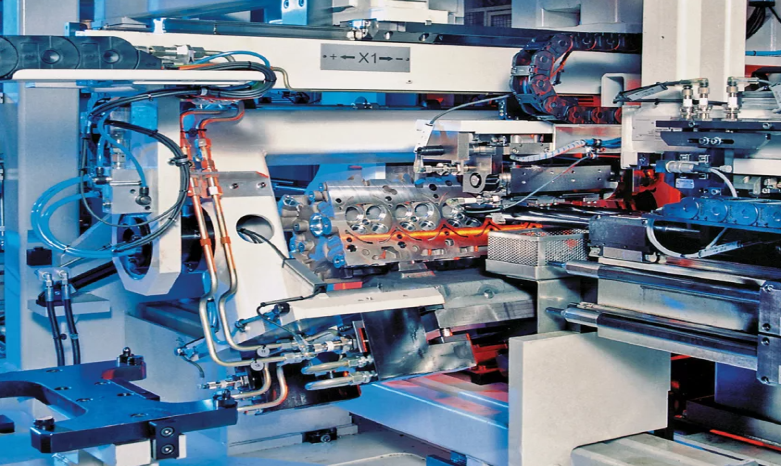 ++ ← X1 → --